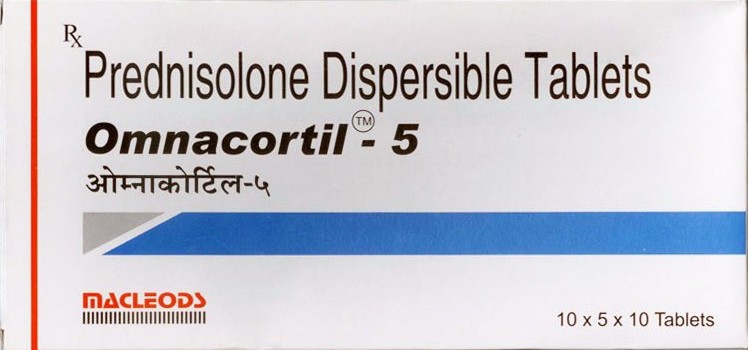 Rx
Prednisolone Dispersible Tablets
Omnacortil™ - 5
ओम्नाकोर्टिल-५
MACLEODS
10 x 5 x 10 Tablets